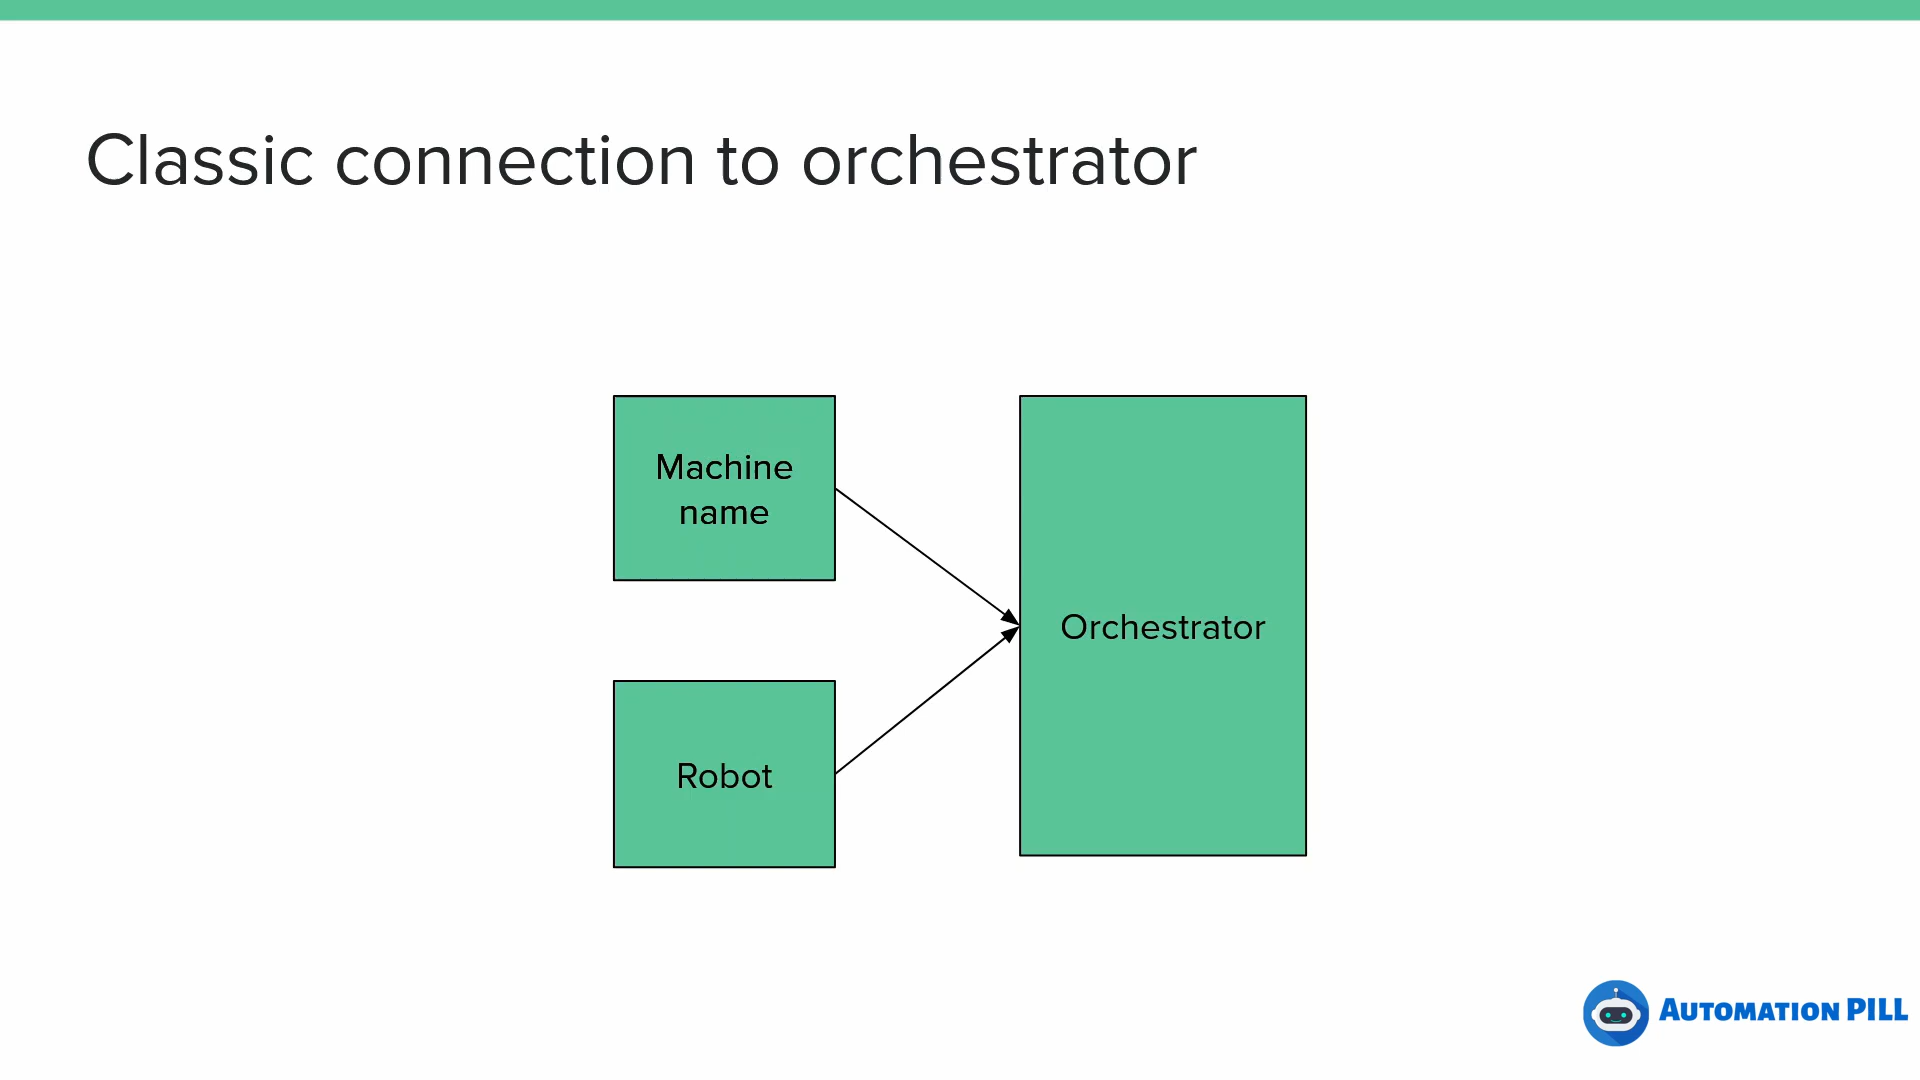 Classic connection to orchestrator
Machine
name
Orchestrator
Robot
AUTOMATION PILL